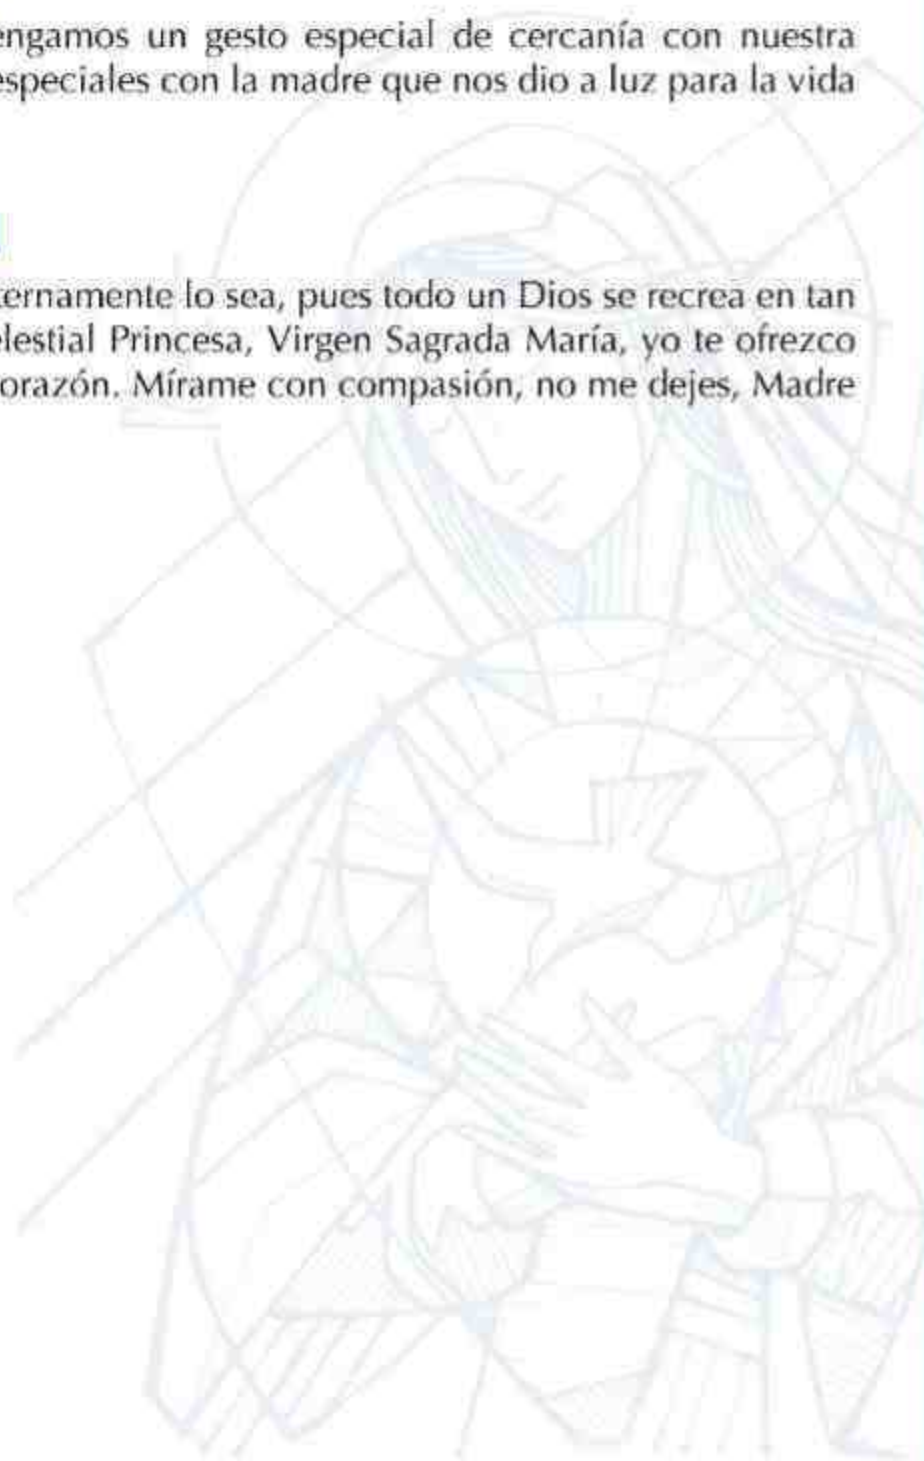 engamos un gesto especial de cercanía con nuestra
especiales con la madre que nos dio a luz para la vida
ternamente lo sea, pues todo un Dios se recrea en tan
elestial Princesa, Virgen Sagrada María, yo te ofrezco
orazón. Mírame con compasión, no me dejes, Madre